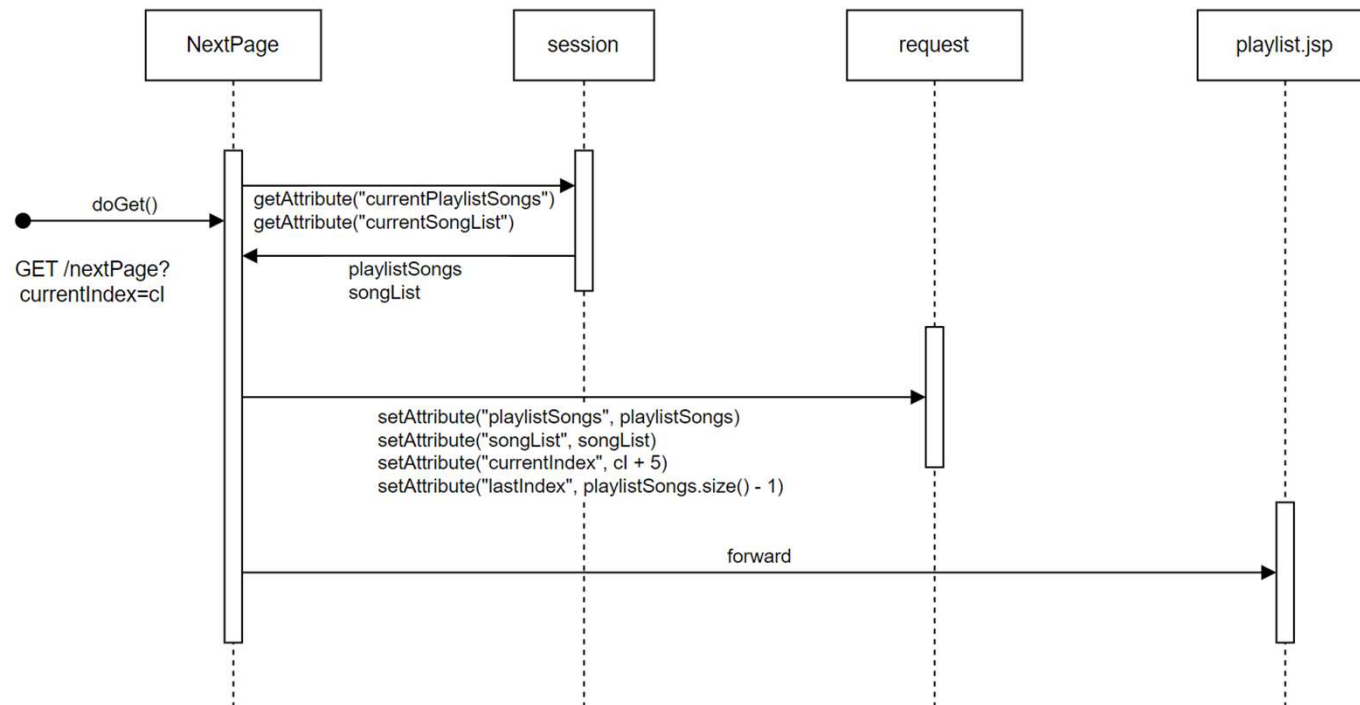 NextPage
session
request
playlist.jsp
doGet()
GET /nextPage?
currentIndex=cI
getAttribute("currentPlaylistSongs")
getAttribute("currentSongList")
playlistSongs
songList
setAttribute("playlistSongs", playlistSongs)
setAttribute("songList", songList)
setAttribute("currentIndex", cI + 5)
setAttribute("lastIndex", playlistSongs.size() - 1)
forward